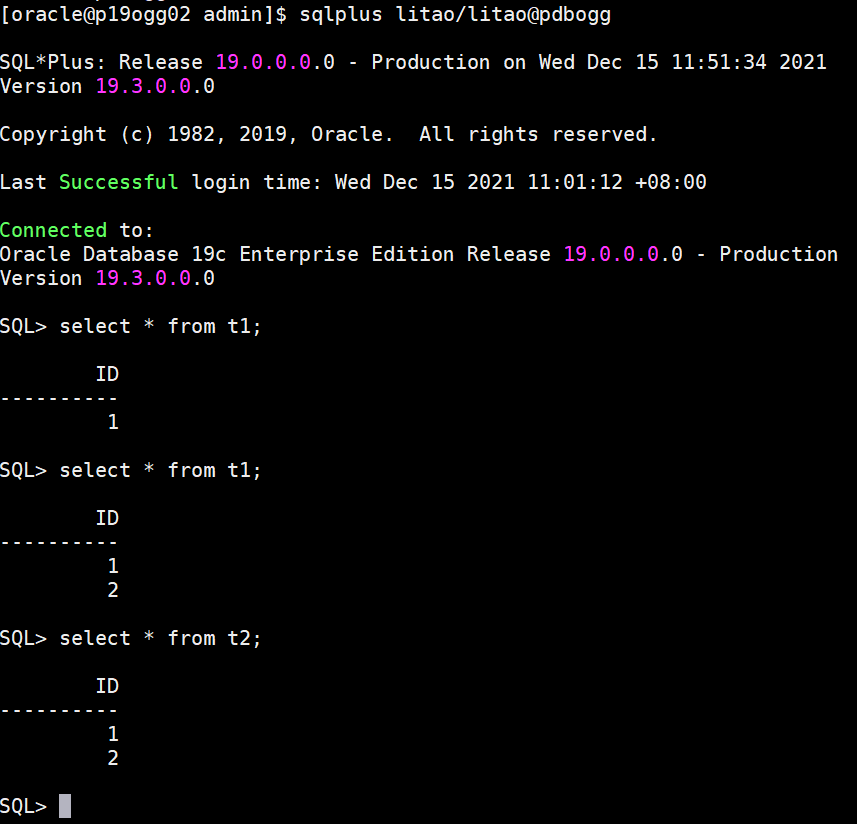 [oracle@p19ogg02 admin]$ sqlplus litao/litao@pdbogg
SQL*Plus: Release 19.0.0.0.0 - Production on Wed Dec 15 11:51:34 2021
Version 19.3.0.0.0
Copyright (c) 1982, 2019, Oracle.  All rights reserved.
Last Successful login time: Wed Dec 15 2021 11:01:12 +08:00
Connected to:
Oracle Database 19c Enterprise Edition Release 19.0.0.0.0 - Production
Version 19.3.0.0.0
SQL> select * from t1;
ID
----------
1
SQL> select * from t1;
ID
----------
1
2
SQL> select * from t2;
ID
----------
1
2
SQL>